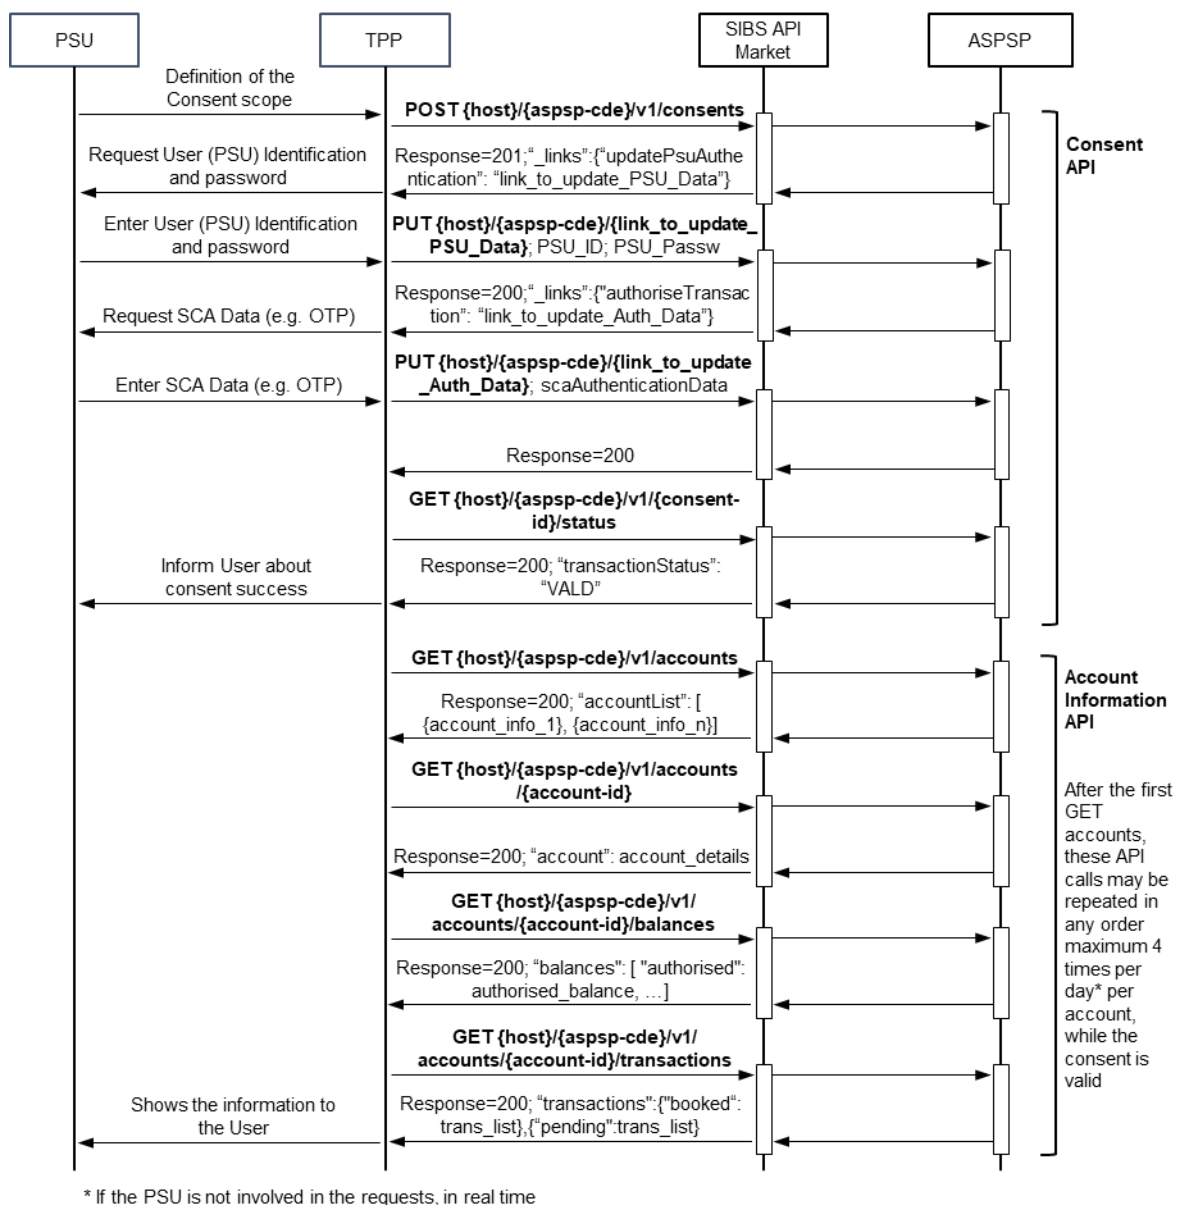 PSU
TPP
SIBS API
Market
ASPSP
Definition of the
Consent scope
POST {host}/{aspsp-cde}/v1/consents
Consent
API
Request User (PSU) Identification
and password
Response=201;“_links”:{“updatePsuAuthe
ntication”: “link_to_update_PSU_Data”}
Enter User (PSU) Identification
and password
PUT {host}/{aspsp-cde}/{link_to_update_
PSU_Data}; PSU_ID; PSU_Passw
Request SCA Data (e.g. OTP)
Response=200;“_links”:{"authoriseTransac
tion”: “link_to_update_Auth_Data”}
Enter SCA Data (e.g. OTP)
PUT {host}/{aspsp-cde}/{link_to_update
_Auth_Data}; scaAuthenticationData
Response=200
GET {host}/{aspsp-cde}/v1/{consent-
id}/status
Inform User about
consent success
Response=200; “transactionStatus”:
“VALD”
GET {host}/{aspsp-cde}/v1/accounts
Response=200; “accountList”: [
{account_info_1}, {account_info_n}]
Account
Information
API
GET {host}/{aspsp-cde}/v1/accounts
/{account-id}
Response=200; “account”: account_details
After the first
GET
accounts,
these API
calls may be
repeated in
any order
maximum 4
times per
day* per
account,
while the
consent is
valid
GET {host}/{aspsp-cde}/v1/
accounts/{account-id}/balances
Response=200; “balances": [ "authorised":
authorised_balance, …]
GET {host}/{aspsp-cde}/v1/
accounts/{account-id}/transactions
Shows the information to
the User
Response=200; “transactions":{"booked“:
trans_list},{“pending":trans_list}
* If the PSU is not involved in the requests, in real time